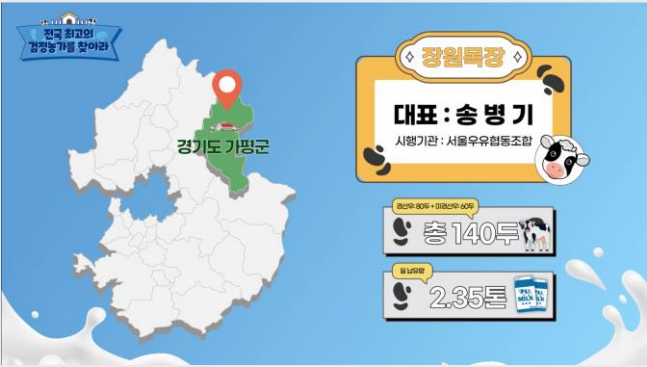 전국 최고의
검정농가를 찾아라
장원목장
대표 : 송병기
시행기관 : 서울우유협동조합
경기도 가평군
경산우: 80두 + 미경산우: 60두
총 140두
일 납유량
2.35톤
MILK
MILK